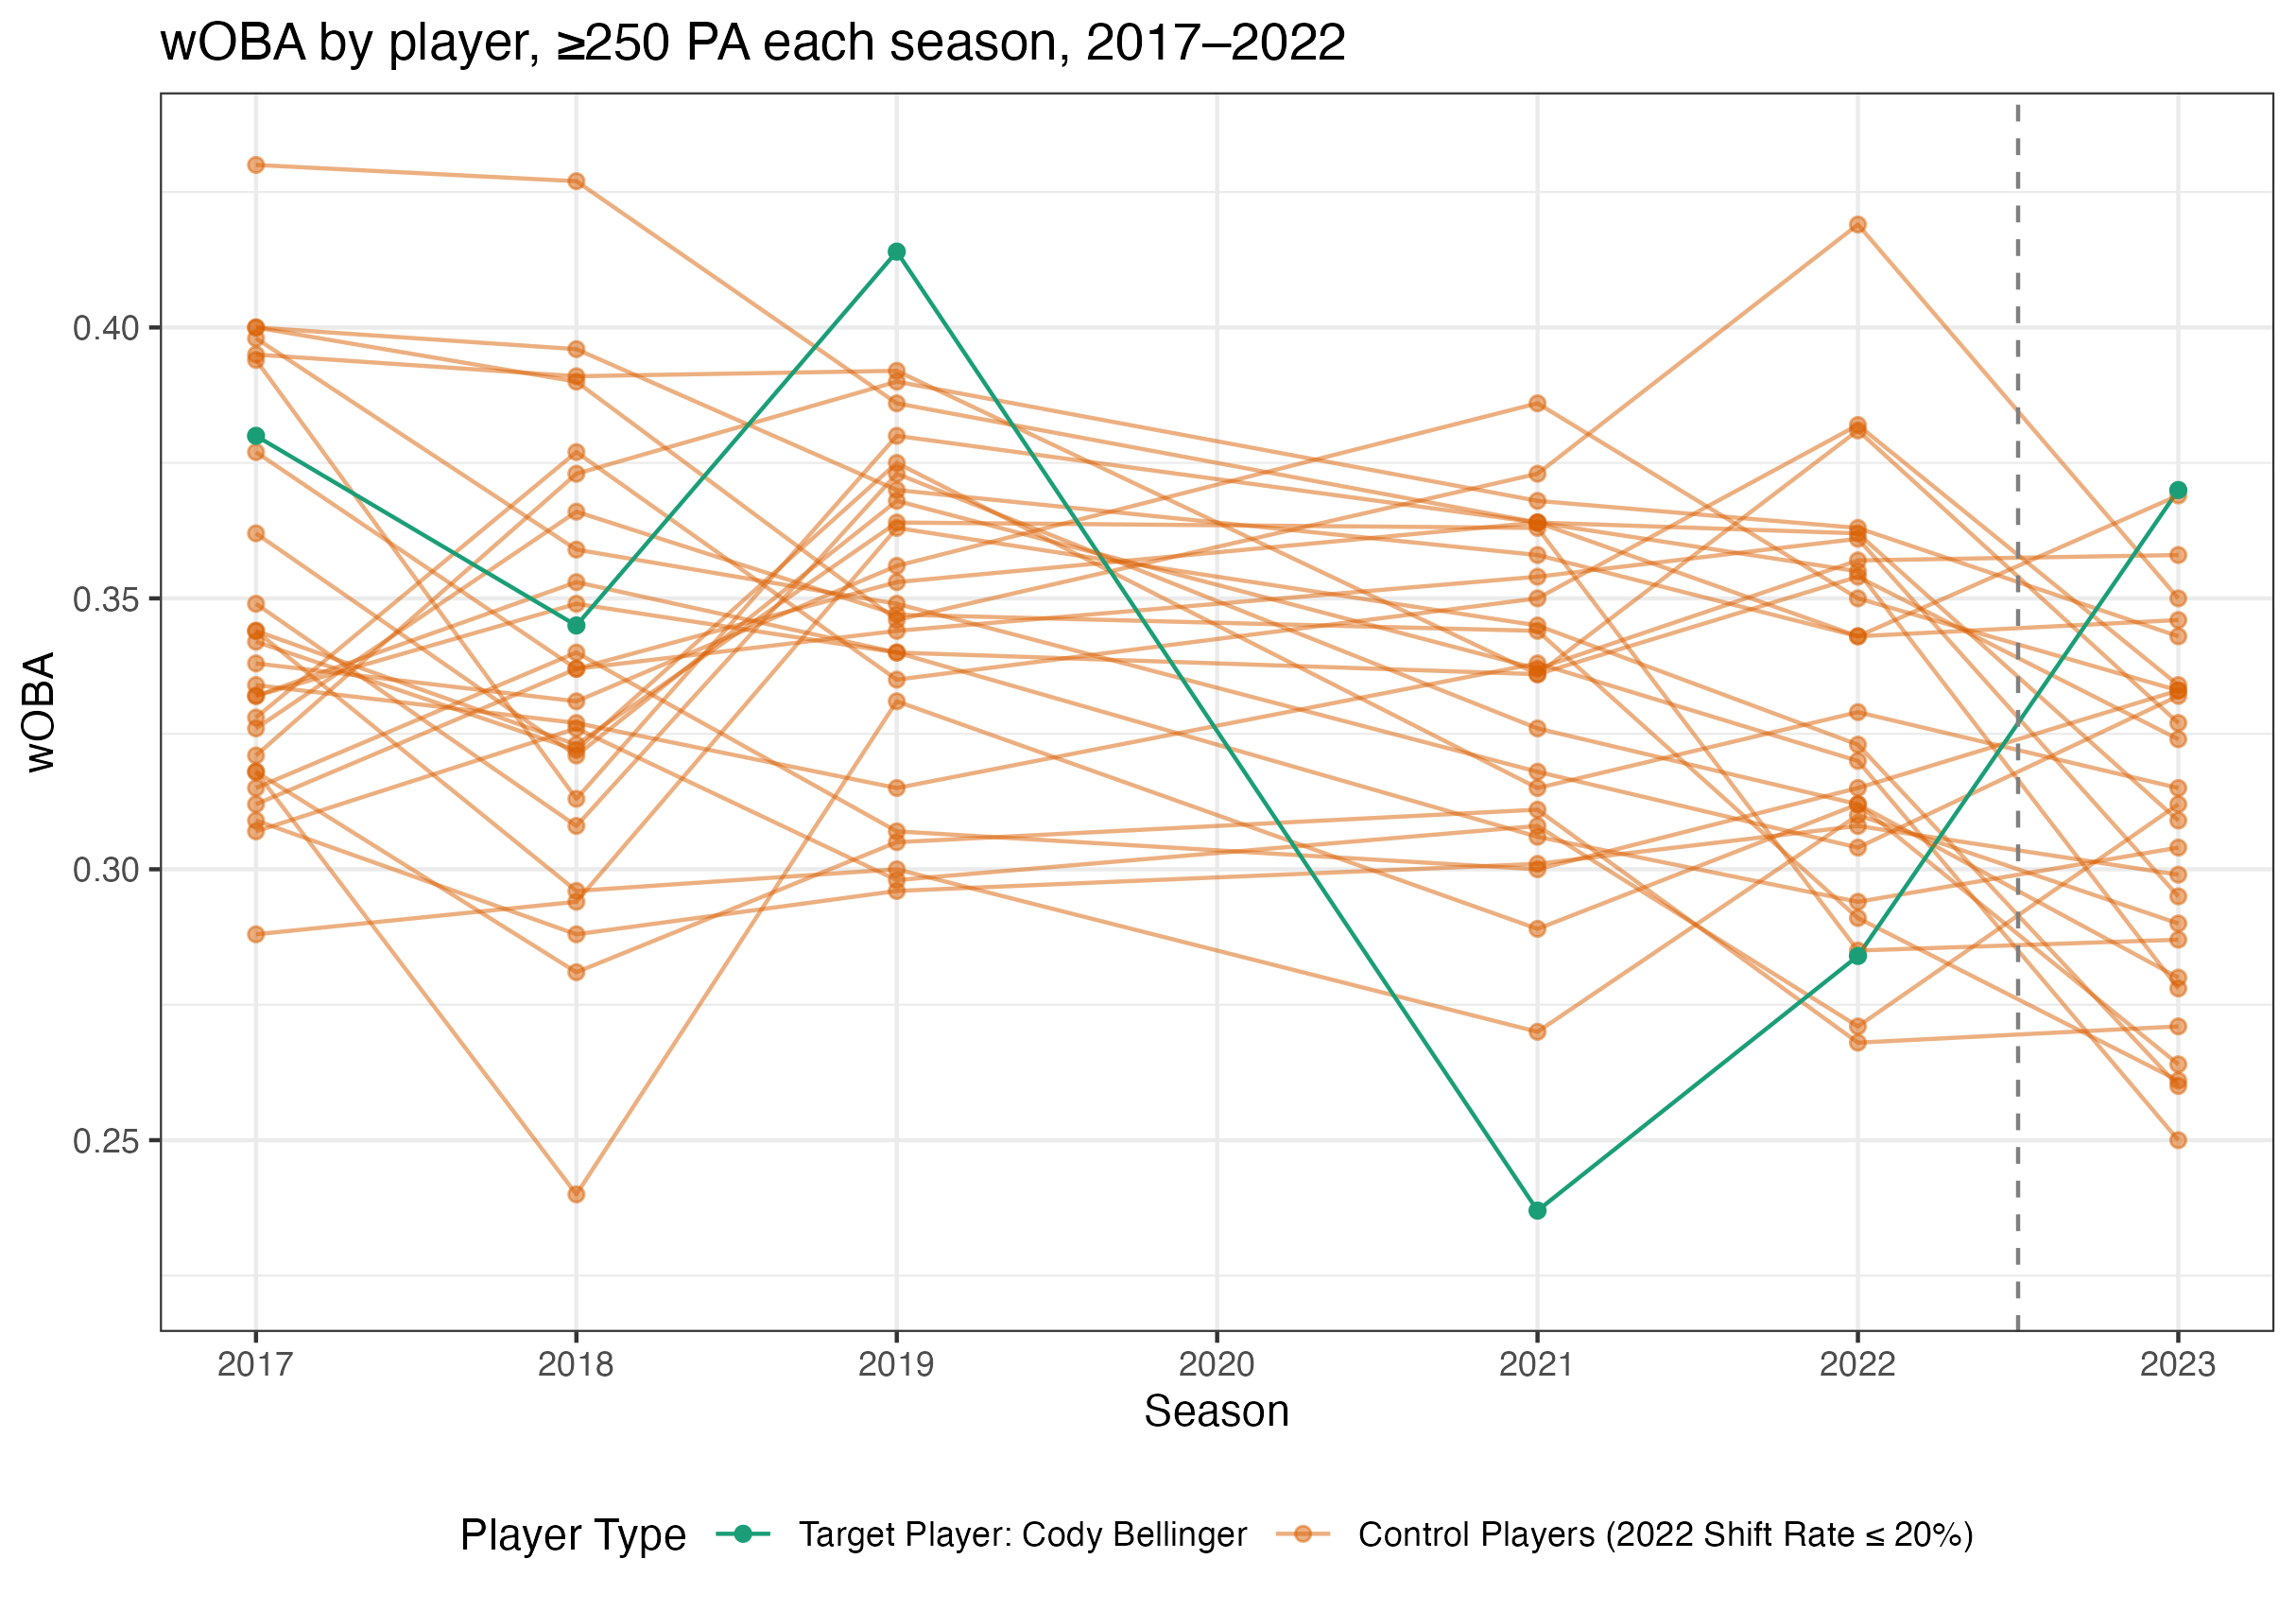 wOBA by player, ≥250 PA each season, 2017–2022
wOBA
0.40
0.35
0.30
0.25
2017 2018 2019 2020 2021 2022 2023
Season
Player Type Target Player: Cody Bellinger Control Players (2022 Shift Rate ≤ 20%)